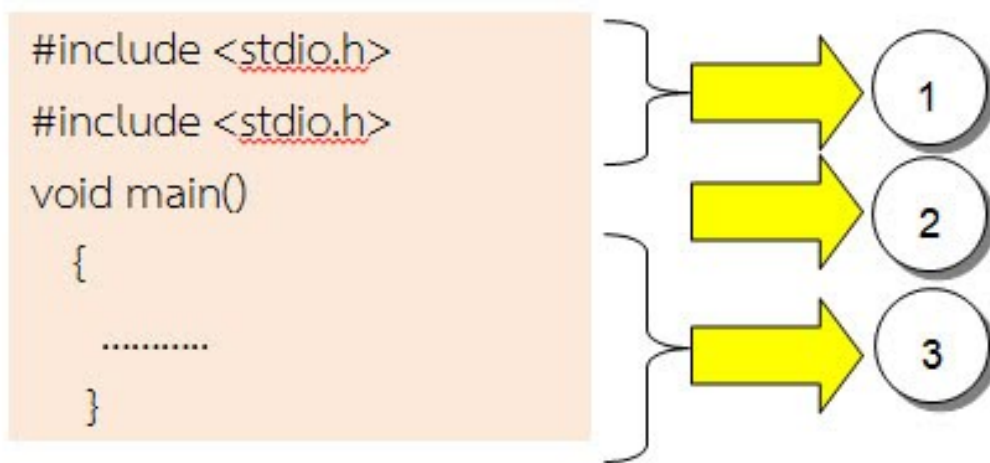 #include <stdio.h>
#include <stdio.h>
void main()
{
...........
}
1
2
3